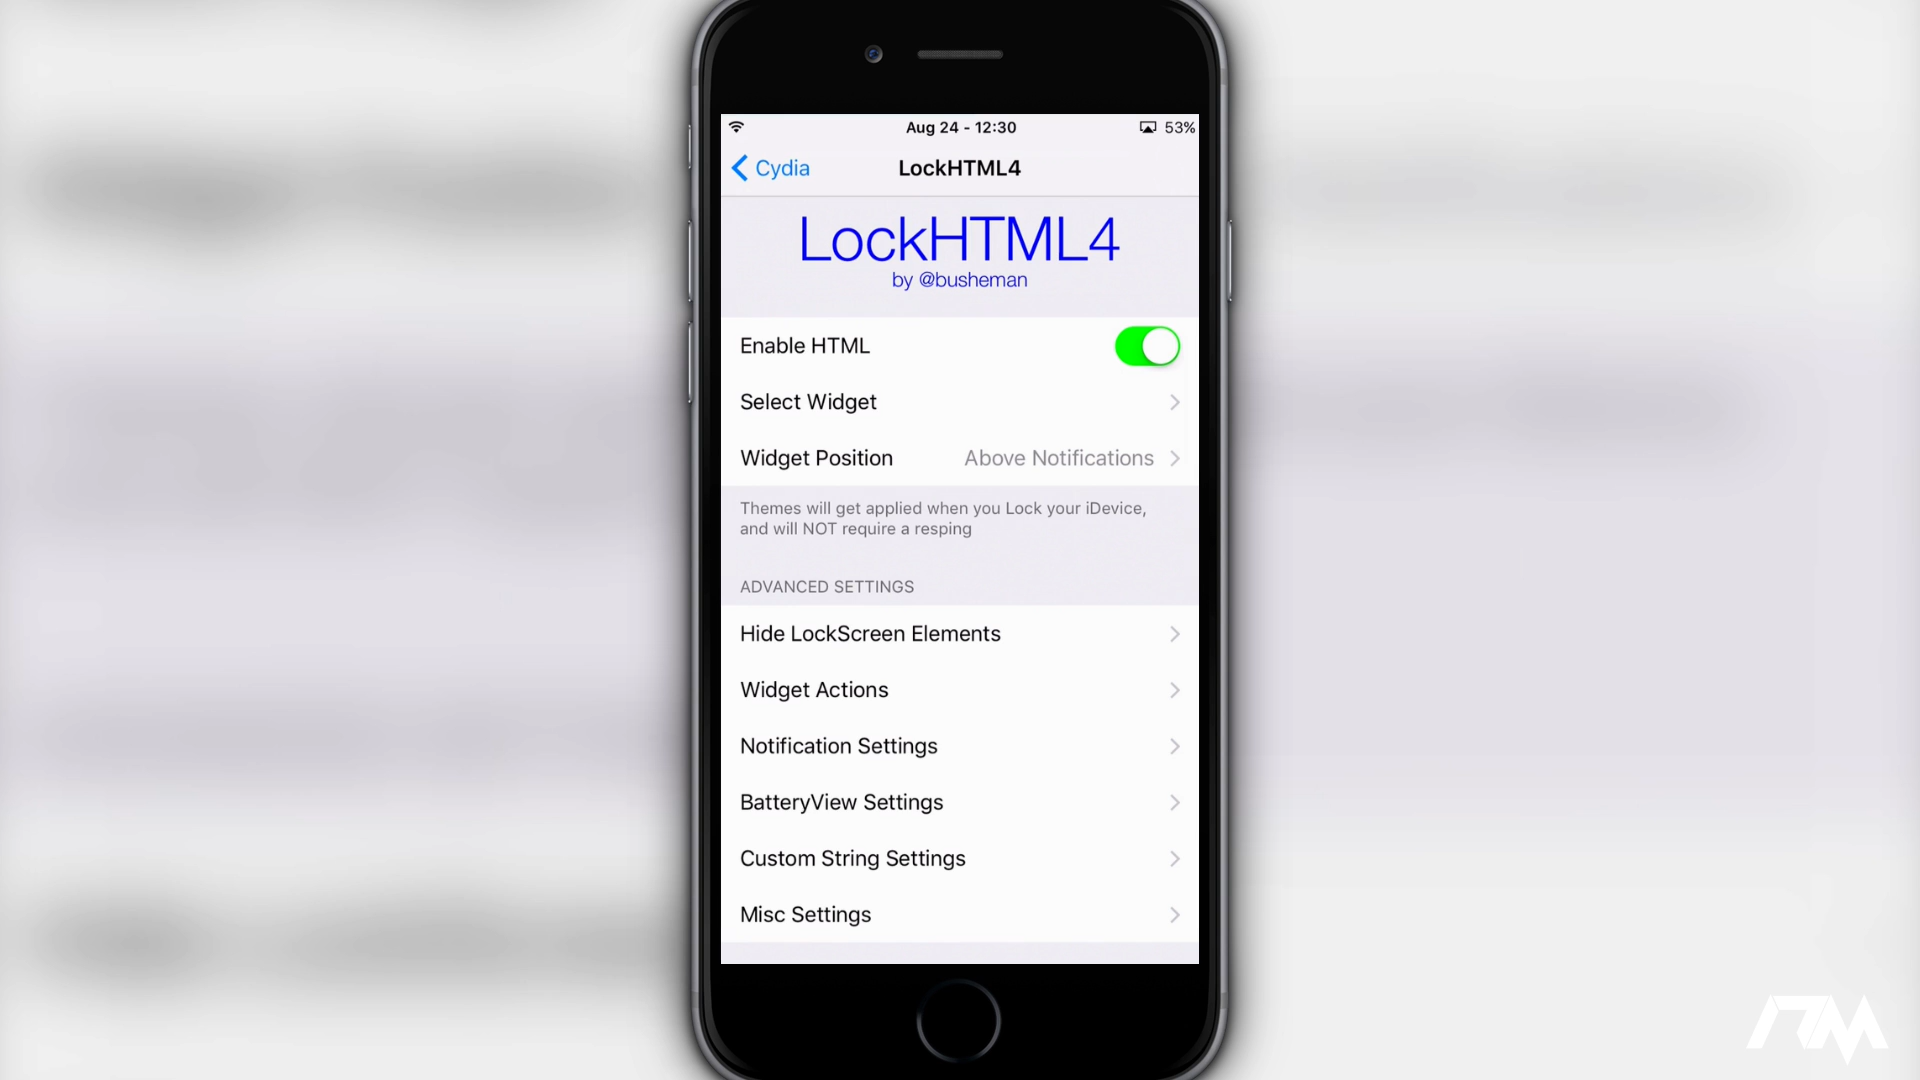 Aug 24 - 12:30
53%
Cydia
LockHTML4
LockHTML4
by @busheman
Enable HTML
Select Widget
Widget Position
Above Notifications
Themes will get applied when you Lock your iDevice,
and will NOT require a resping
ADVANCED SETTINGS
Hide LockScreen Elements
Widget Actions
Notification Settings
BatteryView Settings
Custom String Settings
Misc Settings